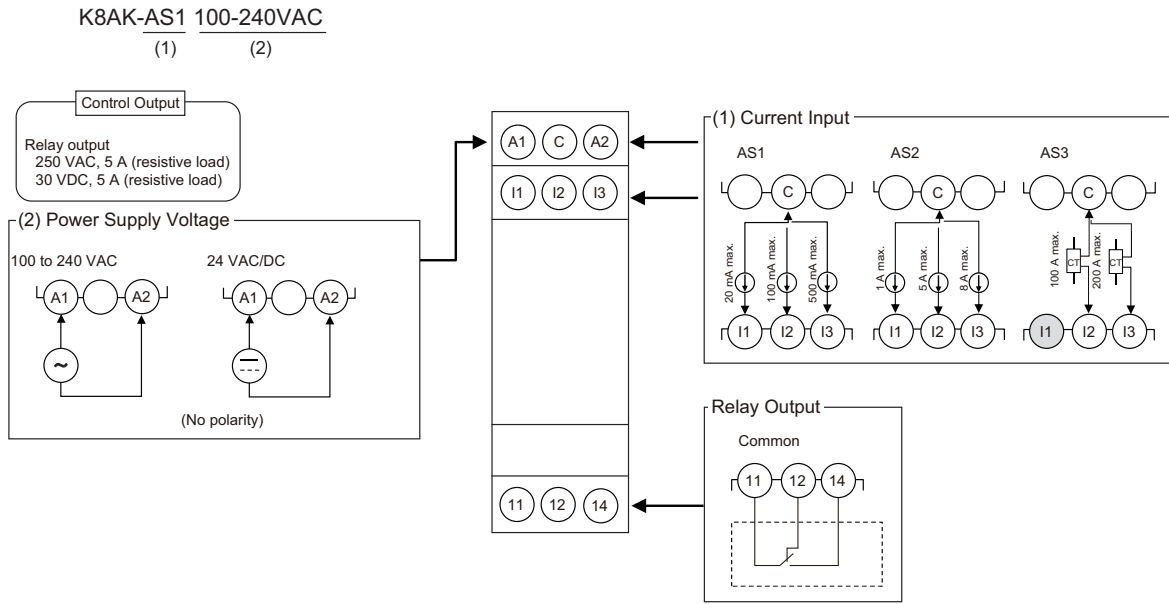 K8AK-AS1 100-240VAC
(1) (2)
Control Output
Relay output
250 VAC, 5 A (resistive load)
30 VDC, 5 A (resistive load)
(2) Power Supply Voltage
100 to 240 VAC
24 VAC/DC
A1 A2
A1 A2
~
(No polarity)
A1 C A2
I1 I2 I3
11 12 14
(1) Current Input
AS1
AS2
AS3
C
C
C
20 mA max.
100 mA max.
500 mA max.
1 A max.
5 A max.
8 A max.
100 A max.
CT
200 A max.
CT
I1 I2 I3
I1 I2 I3
I1 I2 I3
Relay Output
Common
11 12 14